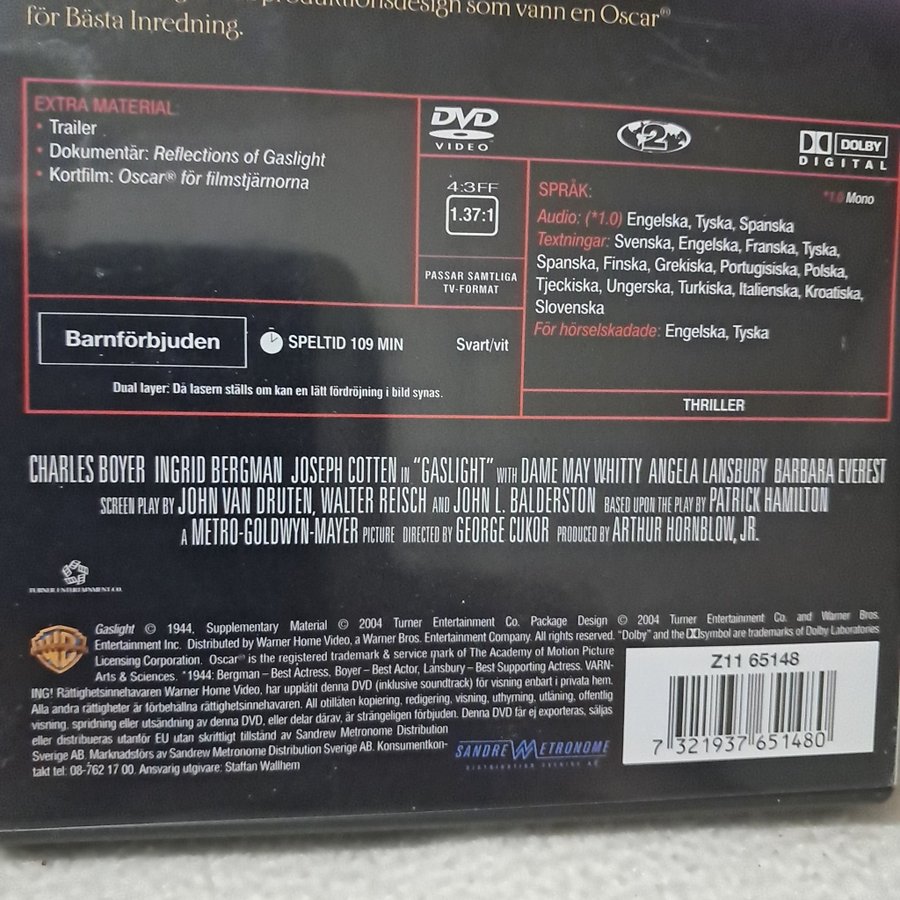 produktionsdesign som vann en Oscar®
för Bästa Inredning.
EXTRA MATERIAL:
• Trailer
• Dokumentär: Reflections of Gaslight
• Kortfilm: Oscar® för filmstjärnorna
DVD
VIDEO
2
DOLBY
DIGITAL
4:3FF
1.37:1
PASSAR SAMTLIGA
TV-FORMAT
SPRÅK:
*1.0 Mono
Audio: (*1.0) Engelska, Tyska, Spanska
Textningar: Svenska, Engelska, Franska, Tyska,
Spanska, Finska, Grekiska, Portugisiska, Polska,
Tjeckiska, Ungerska, Turkiska, Italienska, Kroatiska,
Slovenska
För hörselskadade: Engelska, Tyska
THRILLER
Barnförbjuden
SPELTID 109 MIN
Svart/vit
Dual layer: Då lasern ställs om kan en lätt fördröjning i bild synas.
CHARLES BOYER INGRID BERGMAN JOSEPH COTTEN IN "GASLIGHT" WITH DAME MAY WHITTY ANGELA LANSBURY BARBARA EVEREST
SCREEN PLAY BY JOHN VAN DRUTEN, WALTER REISCH AND JOHN L. BALDERSTON BASED UPON THE PLAY BY PATRICK HAMILTON
A METRO-GOLDWYN-MAYER PICTURE DIRECTED BY GEORGE CUKOR PRODUCED BY ARTHUR HORNBLOW, JR.
TURNER ENTERTAINMENT CO.
WB
Gaslight © 1944, Supplementary Material © 2004 Turner Entertainment Co. Package Design © 2004 Turner Entertainment Co. and Warner Bros.
Entertainment Inc. Distributed by Warner Home Video, a Warner Bros. Entertainment Company. All rights reserved. "Dolby" and the symbol are trademarks of Dolby Laboratories
Licensing Corporation. Oscar® is the registered trademark & service mark of The Academy of Motion Picture
Arts & Sciences. *1944: Bergman – Best Actress, Boyer – Best Actor, Lansbury – Best Supporting Actress. VARN-
ING! Rättighetsinnehavaren Warner Home Video, har upplåtit denna DVD (inklusive soundtrack) för visning enbart i privata hem.
Alla andra rättigheter är förbehållna rättighetsinnehavaren. All otillåten kopiering, redigering, visning, uthyrning, utlåning, offentlig
visning, spridning eller utsändning av denna DVD, eller delar därav, är strängeligen förbjuden. Denna DVD får ej exporteras, säljas
eller distribueras utanför EU utan skriftligt tillstånd av Sandrew Metronome Distribution
Sverige AB. Marknadsförs av Sandrew Metronome Distribution Sverige AB. Konsumentkon-
takt tel: 08-762 17 00. Ansvarig utgivare: Staffan Wallhem
SANDREW METRONOME
DISTRIBUTION SVERIGE AB
Z11 65148
7 321937 651480